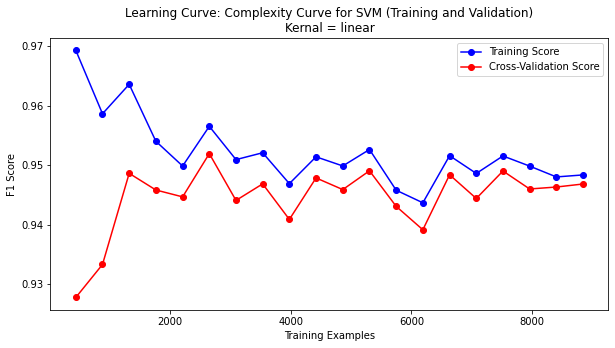 Learning Curve: Complexity Curve for SVM (Training and Validation)
Kernal = linear
Training Score
Cross-Validation Score
F1 Score
0.97
0.96
0.95
0.94
0.93
2000
4000
6000
8000
Training Examples